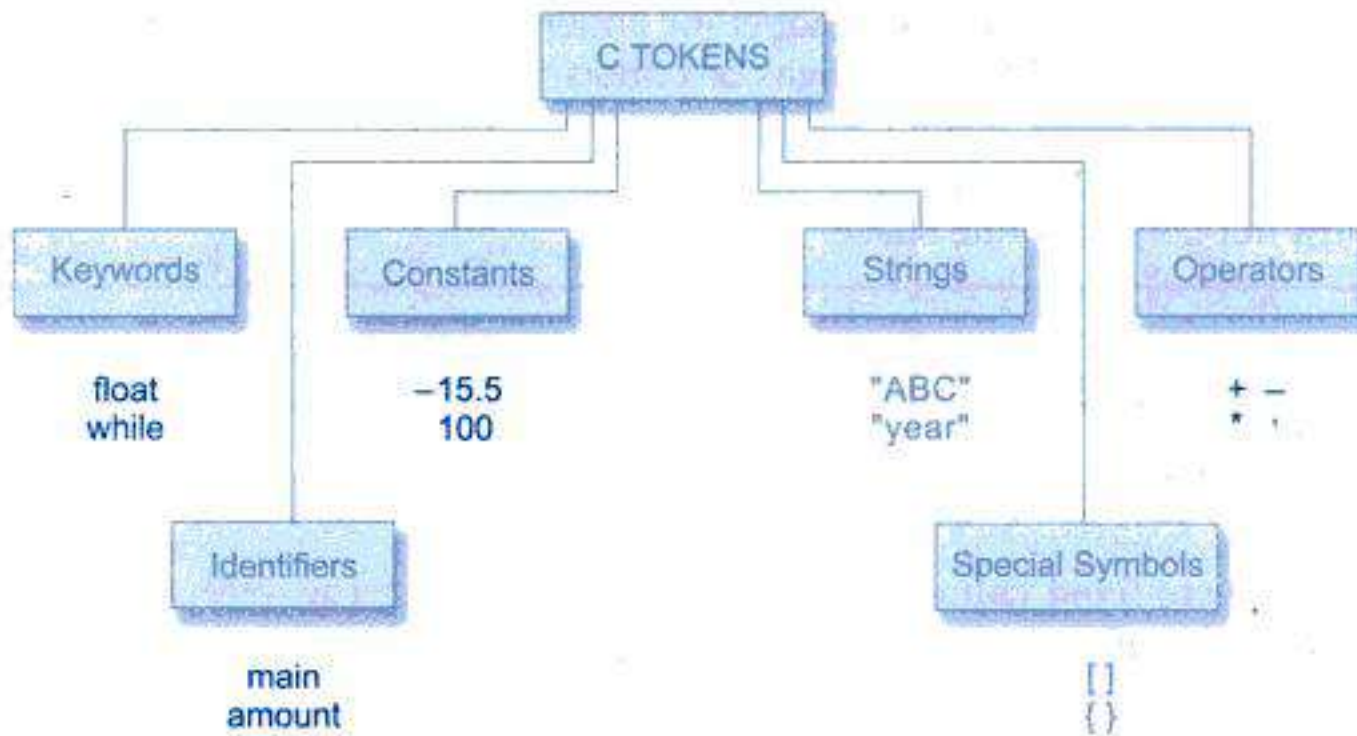 C TOKENS
Keywords
Constants
Strings
Operators
float
while
–15.5
100
"ABC"
"year"
+ –
*
Identifiers
Special Symbols
main
amount
[ ]
{ }